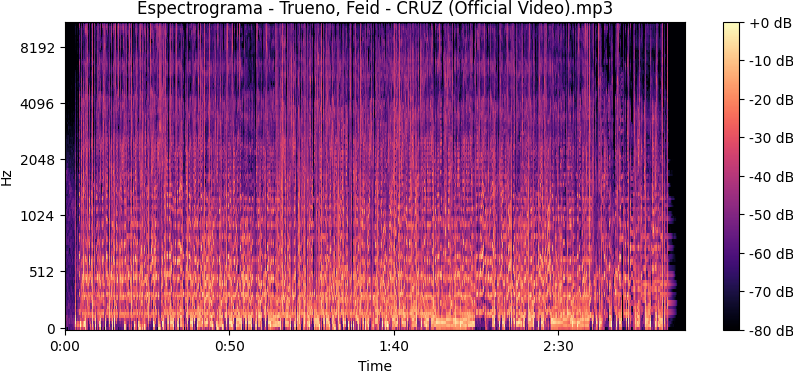 Espectrograma - Trueno, Feid - CRUZ (Official Video).mp3
8192
4096
2048
1024
512
0
Hz
0:00
0:50
1:40
2:30
Time
+0 dB
-10 dB
-20 dB
-30 dB
-40 dB
-50 dB
-60 dB
-70 dB
-80 dB